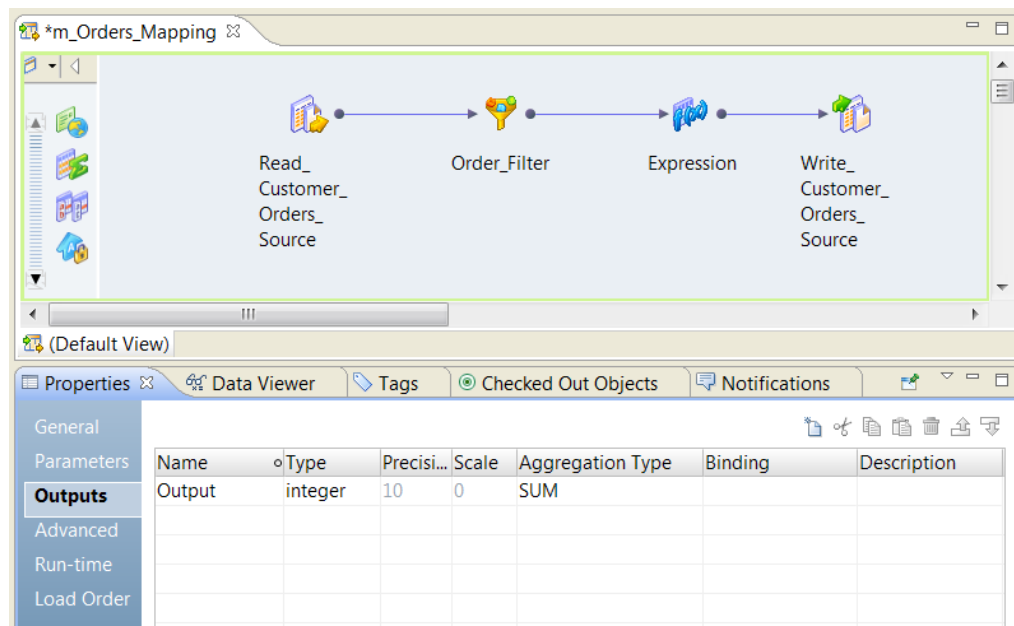 *m_Orders_Mapping
Read_
Customer_
Orders_
Source
Order_Filter
Expression
Write_
Customer_
Orders_
Source
(Default View)
Properties Data Viewer Tags Checked Out Objects Notifications
General
Parameters
Outputs
Advanced
Run-time
Load Order
Name Type Precisi... Scale Aggregation Type Binding Description
Output integer 10 0 SUM